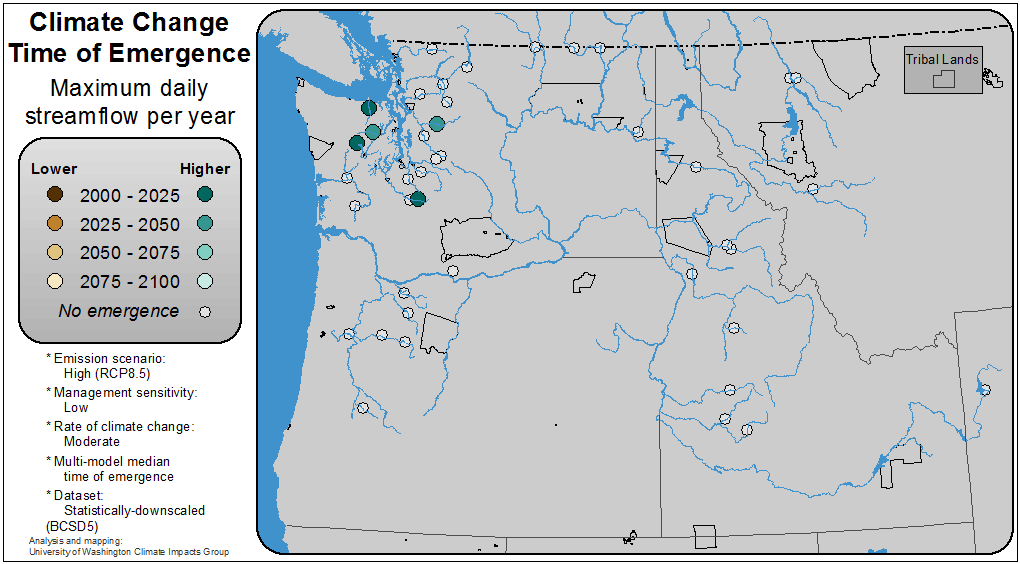 Climate Change
Time of Emergence
Maximum daily
streamflow per year
Lower Higher
2000 - 2025
2025 - 2050
2050 - 2075
2075 - 2100
No emergence
* Emission scenario:
High (RCP8.5)
* Management sensitivity:
Low
* Rate of climate change:
Moderate
* Multi-model median
time of emergence
* Dataset:
Statistically-downscaled
(BCSD5)
Analysis and mapping:
University of Washington Climate Impacts Group
Tribal Lands